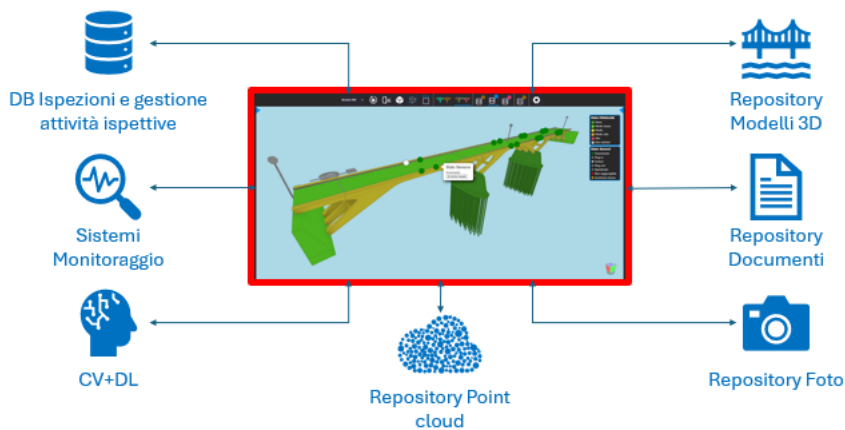 DB Ispezioni e gestione
attività ispettive
Repository
Modelli 3D
Sistemi
Monitoraggio
Repository
Documenti
CV+DL
Repository Point
cloud
Repository Foto